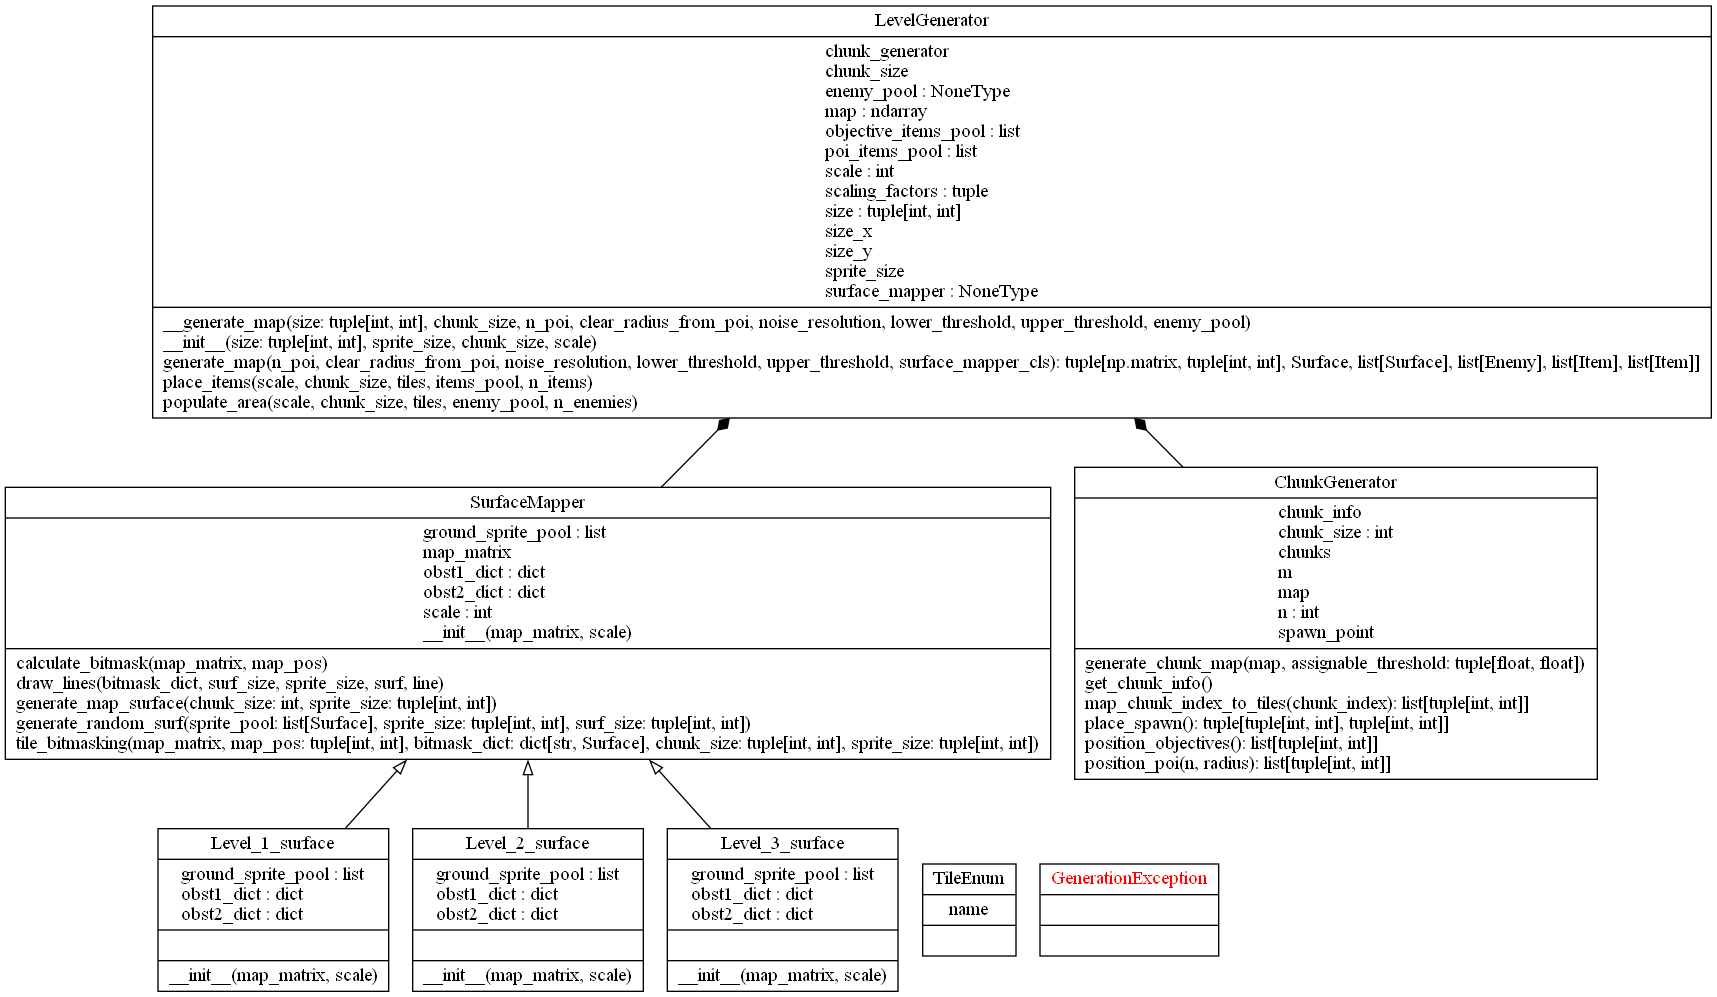 LevelGenerator
chunk_generator
chunk_size
enemy_pool : NoneType
map : ndarray
objective_items_pool : list
poi_items_pool : list
scale : int
scaling_factors : tuple
size : tuple[int, int]
size_x
size_y
sprite_size
surface_mapper : NoneType
__generate_map(size: tuple[int, int], chunk_size, n_poi, clear_radius_from_poi, noise_resolution, lower_threshold, upper_threshold, enemy_pool)
__init__(size: tuple[int, int], sprite_size, chunk_size, scale)
generate_map(n_poi, clear_radius_from_poi, noise_resolution, lower_threshold, upper_threshold, surface_mapper_cls): tuple[np.matrix, tuple[int, int], Surface, list[Surface], list[Enemy], list[Item], list[Item]]
place_items(scale, chunk_size, tiles, items_pool, n_items)
populate_area(scale, chunk_size, tiles, enemy_pool, n_enemies)
SurfaceMapper
ground_sprite_pool : list
map_matrix
obst1_dict : dict
obst2_dict : dict
scale : int
__init__(map_matrix, scale)
calculate_bitmask(map_matrix, map_pos)
draw_lines(bitmask_dict, surf_size, sprite_size, surf, line)
generate_map_surface(chunk_size: int, sprite_size: tuple[int, int])
generate_random_surf(sprite_pool: list[Surface], sprite_size: tuple[int, int], surf_size: tuple[int, int])
tile_bitmasking(map_matrix, map_pos: tuple[int, int], bitmask_dict: dict[str, Surface], chunk_size: tuple[int, int], sprite_size: tuple[int, int])
ChunkGenerator
chunk_info
chunk_size : int
chunks
m
map
n : int
spawn_point
generate_chunk_map(map, assignable_threshold: tuple[float, float])
get_chunk_info()
map_chunk_index_to_tiles(chunk_index): list[tuple[int, int]]
place_spawn(): tuple[tuple[int, int], tuple[int, int]]
position_objectives(): list[tuple[int, int]]
position_poi(n, radius): list[tuple[int, int]]
Level_1_surface
ground_sprite_pool : list
obst1_dict : dict
obst2_dict : dict
__init__(map_matrix, scale)
Level_2_surface
ground_sprite_pool : list
obst1_dict : dict
obst2_dict : dict
__init__(map_matrix, scale)
Level_3_surface
ground_sprite_pool : list
obst1_dict : dict
obst2_dict : dict
__init__(map_matrix, scale)
TileEnum
name
GenerationException